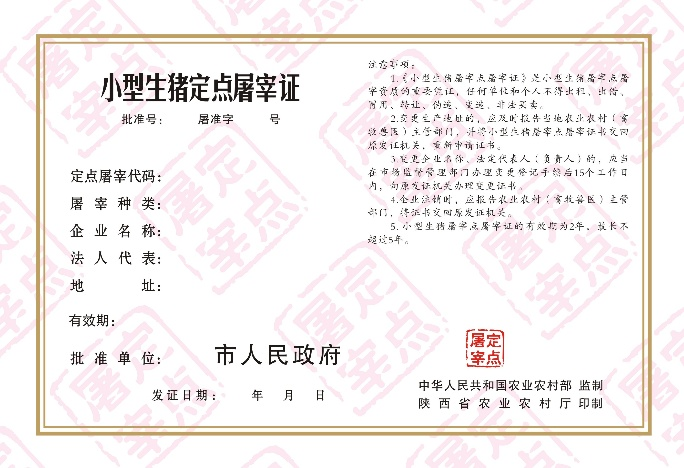 小型生猪定点屠宰证
批准号： 屠准字 号
定点屠宰代码：
屠宰种类：
企业名称：
法人代表：
地址：
有效期：
批准单位： 市人民政府
发证日期： 年 月 日
注意事项：
1.《小型生猪屠宰点屠宰证》是小型生猪屠宰点屠
宰资质的重要凭证，任何单位和个人不得出租、出借、
冒用、转让、伪造、变造、非法买卖。
2.变更生产地址的，应及时报告当地农业农村（畜
牧兽医）主管部门，并将小型生猪屠宰点屠宰证书交回
原发证机关，重新申请证书。
3.变更企业名称、法定代表人（负责人）的，应当
在市场监督管理部门办理变更登记手续后15个工作日
内，向原发证机关办理变更证书。
4.企业注销时，应报告农业农村（畜牧兽医）主管
部门，将证书交回原发证机关。
5.小型生猪屠宰点屠宰证的有效期为2年，最长不
超过5年。
屠定
宰点
中华人民共和国农业农村部 监制
陕西省农业农村厅 印制